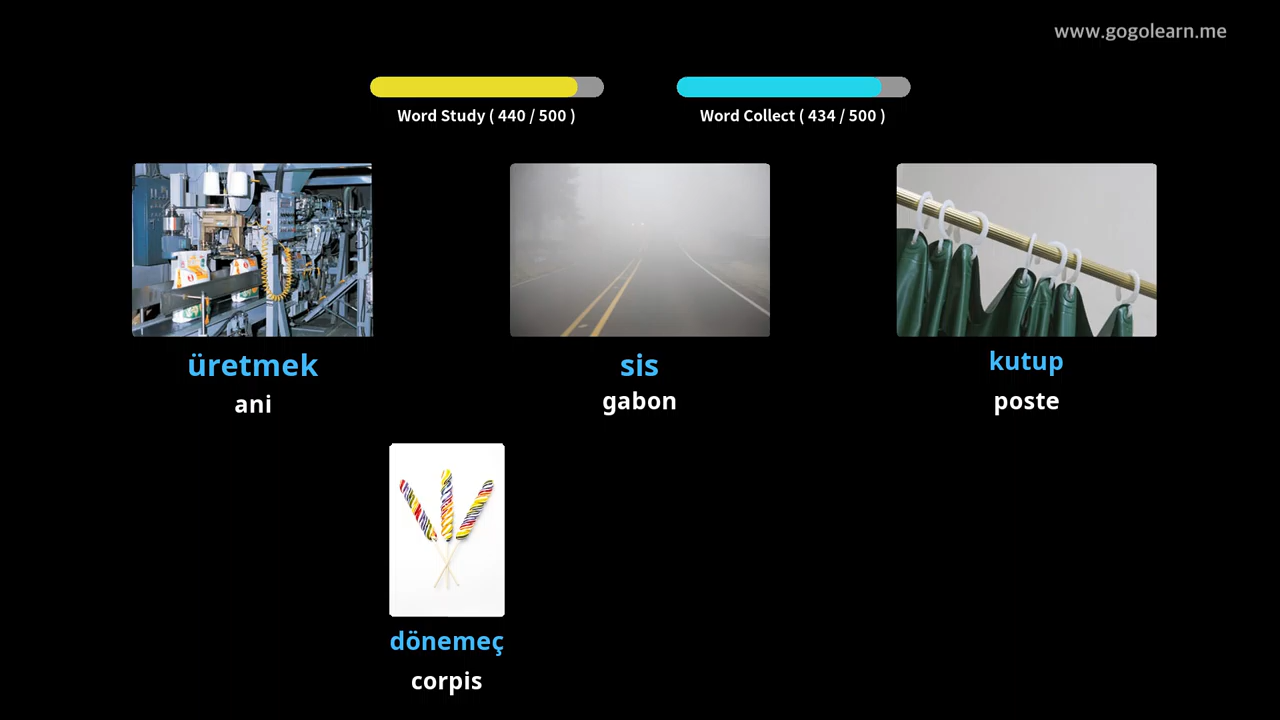 www.gogolearn.me
Word Study ( 440 / 500 )
Word Collect ( 434 / 500 )
üretmek
ani
sis
gabon
kutup
poste
dönemeç
corpis